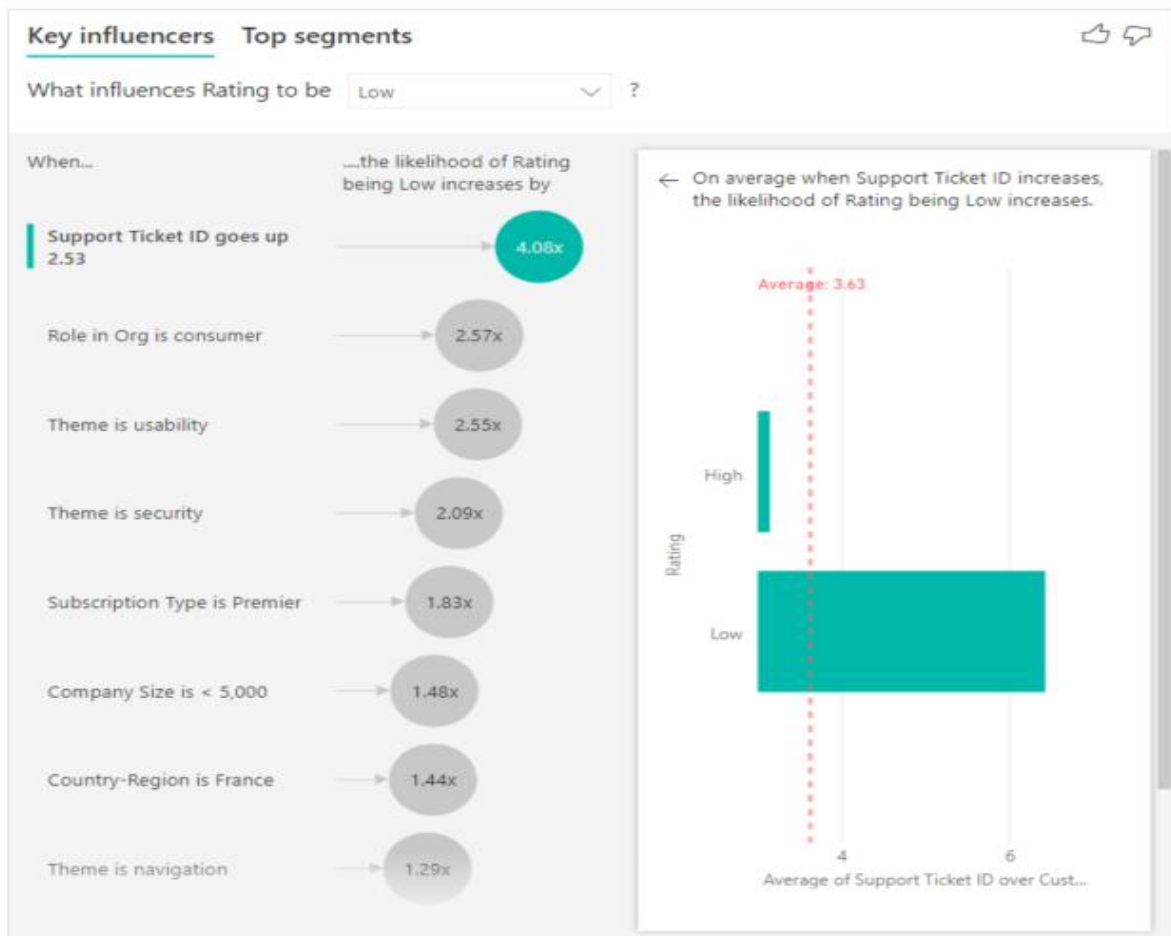 Key influencers Top segments
What influences Rating to be Low ?
When...
....the likelihood of Rating
being Low increases by
Support Ticket ID goes up
2.53
4.08x
Role in Org is consumer
2.57x
Theme is usability
2.55x
Theme is security
2.09x
Subscription Type is Premier
1.83x
Company Size is < 5,000
1.48x
Country-Region is France
1.44x
Theme is navigation
1.29x
← On average when Support Ticket ID increases,
the likelihood of Rating being Low increases.
Average: 3.63
High
Rating
Low
4 6
Average of Support Ticket ID over Cust...